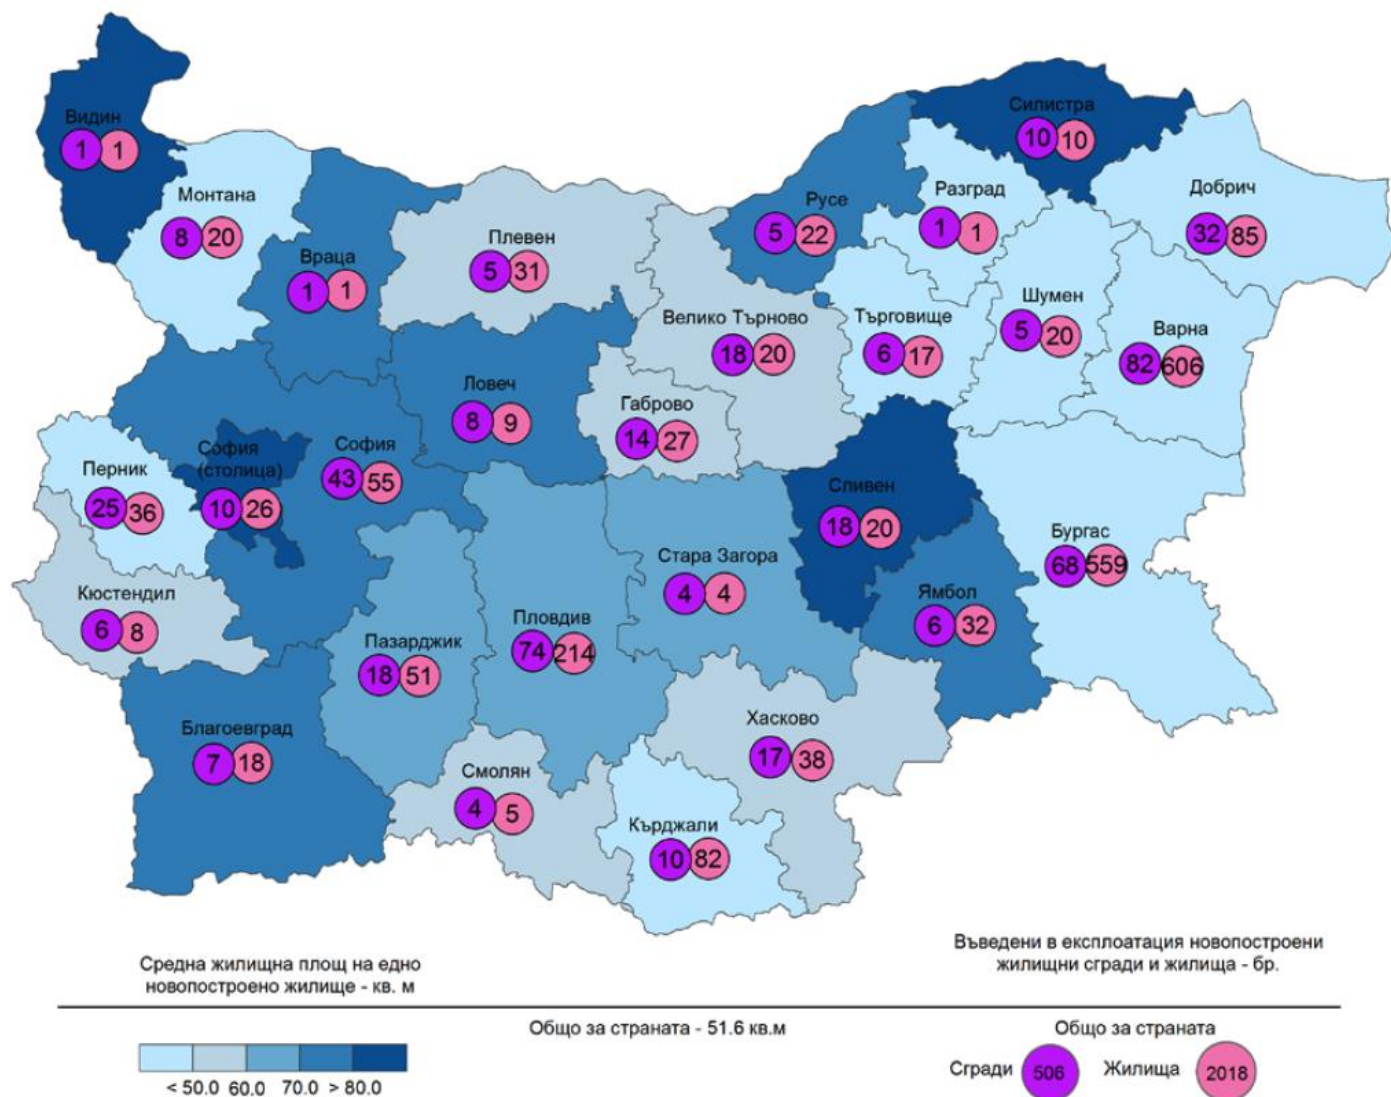 Видин
1 1
Силистра
10 10
Монтана
8 20
Русе
5 22
Разград
1 1
Добрич
32 85
Враца
1 1
Плевен
5 31
Велико Търново
18 20
Търговище
6 17
Шумен
5 20
Варна
82 606
Ловеч
8 9
Габрово
14 27
Перник
25 36
София
(столица)
10 26
София
43 55
Сливен
18 20
Стара Загора
4 4
Бургас
68 559
Ямбол
6 32
Кюстендил
6 8
Пловдив
74 214
Пазарджик
18 51
Благоевград
7 18
Хасково
17 38
Смолян
4 5
Кърджали
10 82
Средна жилищна площ на едно
новопостроено жилище - кв. м
Въведени в експлоатация новопостроени
жилищни сгради и жилища - бр.
Общо за страната - 51.6 кв.м
Общо за страната
Сгради 506 Жилища 2018
< 50.0 60.0 70.0 > 80.0